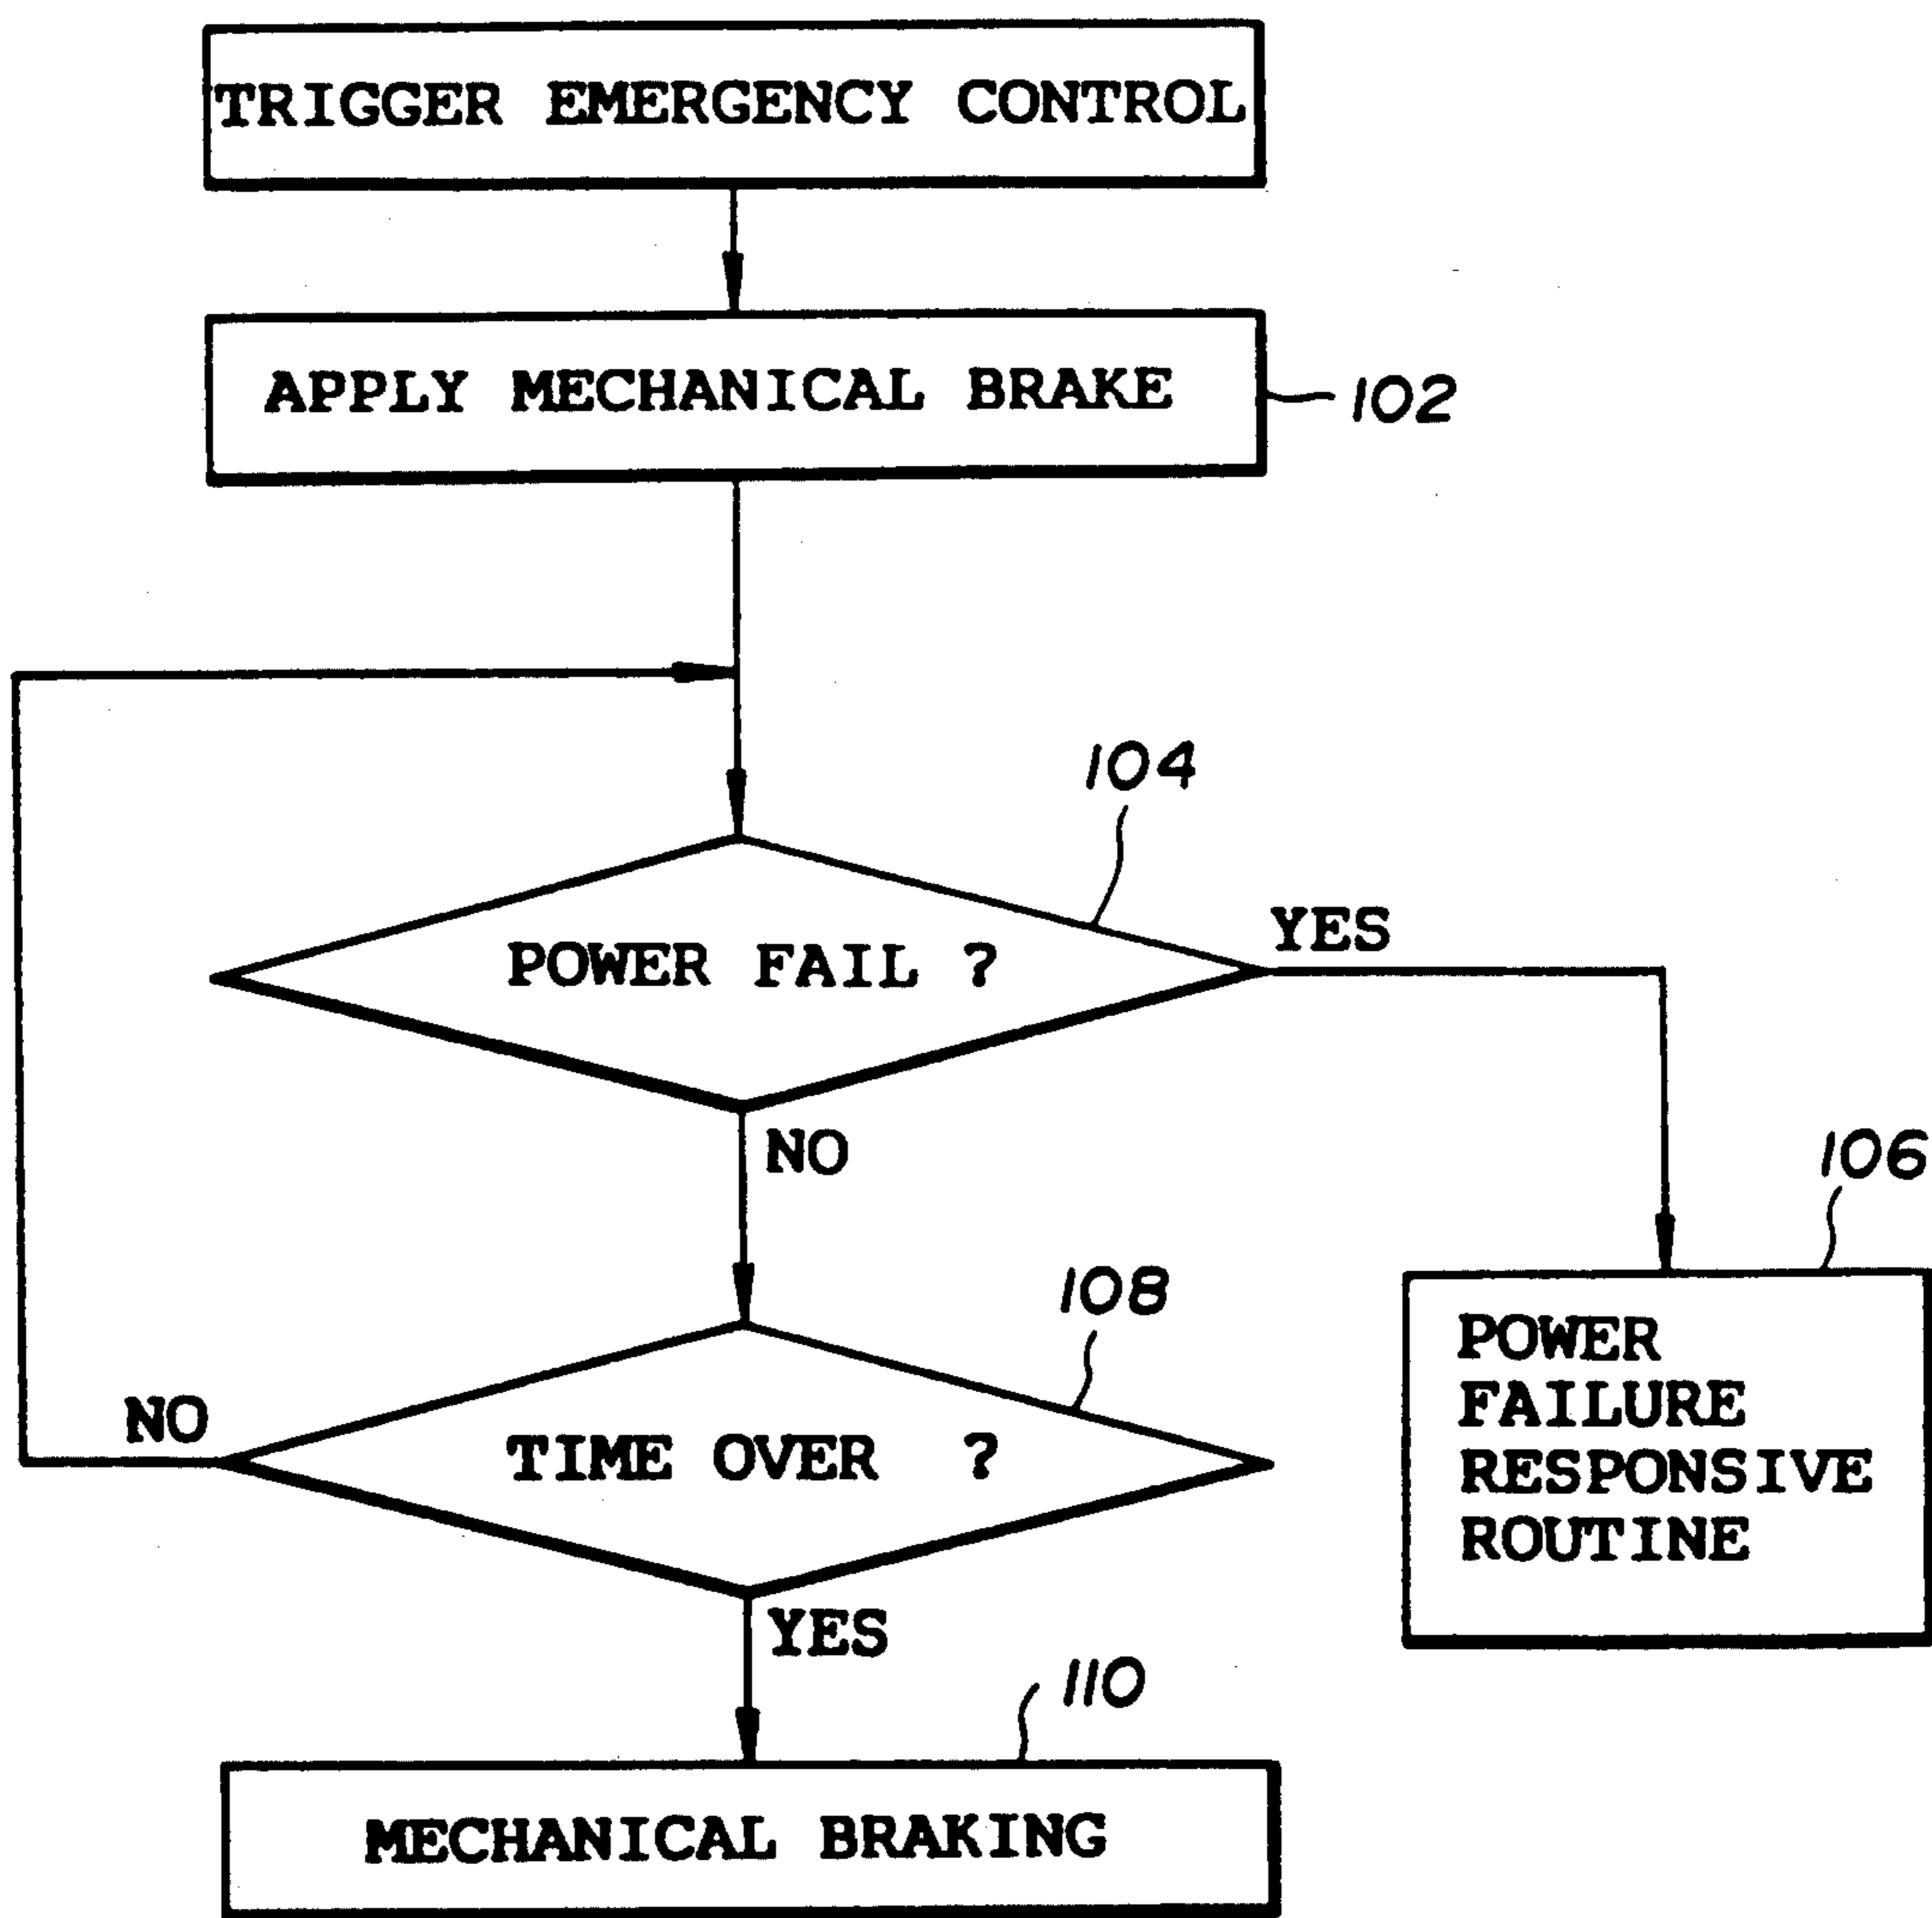 TRIGGER EMERGENCY CONTROL
APPLY MECHANICAL BRAKE
102
104
POWER FAIL ?
YES
NO
106
108
POWER
FAILURE
RESPONSIVE
ROUTINE
NO
TIME OVER ?
YES
110
MECHANICAL BRAKING